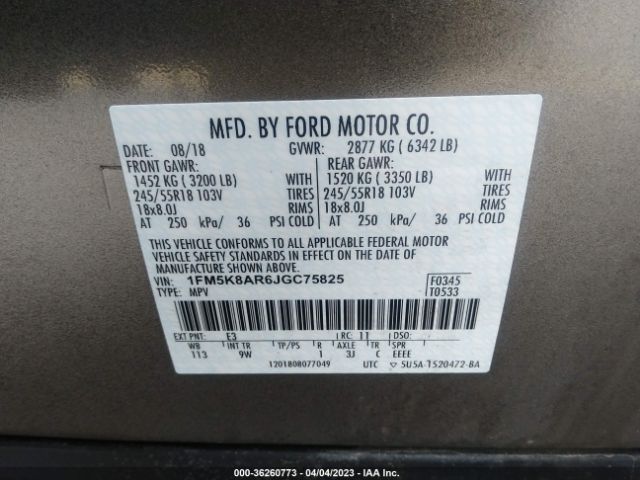 MFD. BY FORD MOTOR CO.
DATE: 08/18 GVWR: 2877 KG ( 6342 LB)
FRONT GAWR: REAR GAWR:
1452 KG ( 3200 LB) WITH 1520 KG ( 3350 LB) WITH
245/55R18 103V TIRES 245/55R18 103V TIRES
18x8.0J RIMS 18x8.0J RIMS
AT 250 kPa/ 36 PSI COLD AT 250 kPa/ 36 PSI COLD
THIS VEHICLE CONFORMS TO ALL APPLICABLE FEDERAL MOTOR
VEHICLE SAFETY STANDARDS IN EFFECT ON THE DATE OF
MANUFACTURE SHOWN ABOVE.
VIN: 1FM5K8AR6JGC75825 F0345
TYPE: MPV T0533
EXT PNT: E3 RC: 11 DSO:
WB INT TR TP/PS R AXLE TR SPR
113 9W 1 3J C EEEE
1201808077049 UTC ▽ 5U5A-1520472-BA
000-36260773 - 04/04/2023 - IAA Inc.